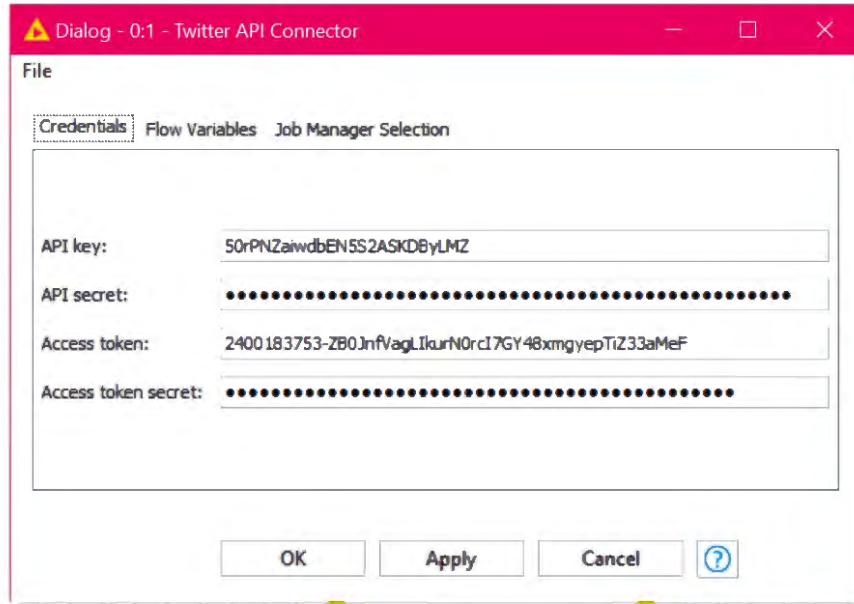 Dialog - 0:1 - Twitter API Connector
File
Credentials Flow Variables Job Manager Selection
API key: 50rPNZaiwdbEN5S2ASKDByLMZ
API secret: ●●●●●●●●●●●●●●●●●●●●●●●●●●●●●●●●●●●●●●●●●●●●●●●●●●
Access token: 2400183753-ZB0JnfVagLIkurN0rcI7GY48xmgyepTiZ33aMeF
Access token secret: ●●●●●●●●●●●●●●●●●●●●●●●●●●●●●●●●●●●●●●●●●●●●●
OK Apply Cancel ?